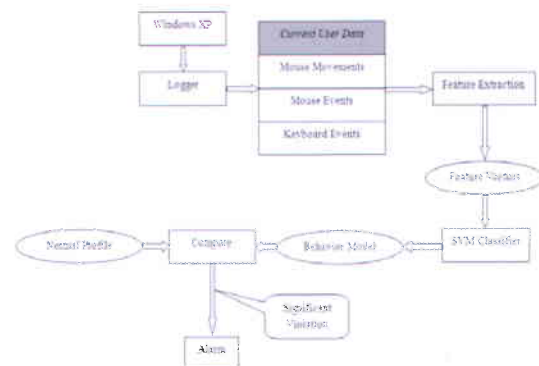 Windows XP
Logger
Current User Data
Mouse Movements
Mouse Events
Keyboard Events
Feature Extraction
Feature Vectors
SVM Classifier
Behavior Model
Compare
Normal Profile
Significant
Violation
Alarm